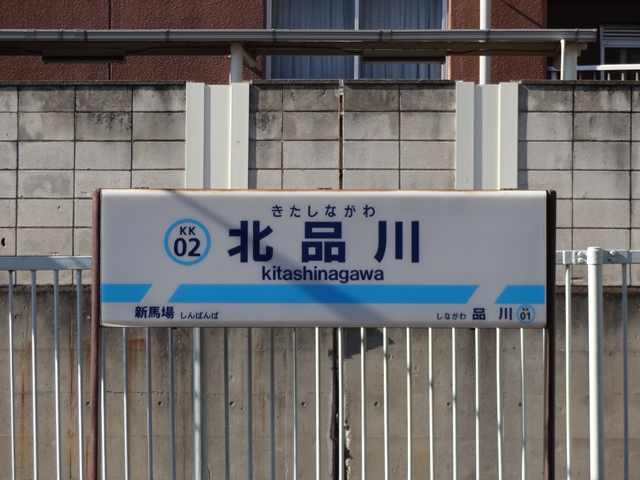 きたしながわ
KK
02
北品川
kitashinagawa
新馬場 しんばんば
しながわ 品川 KK 01